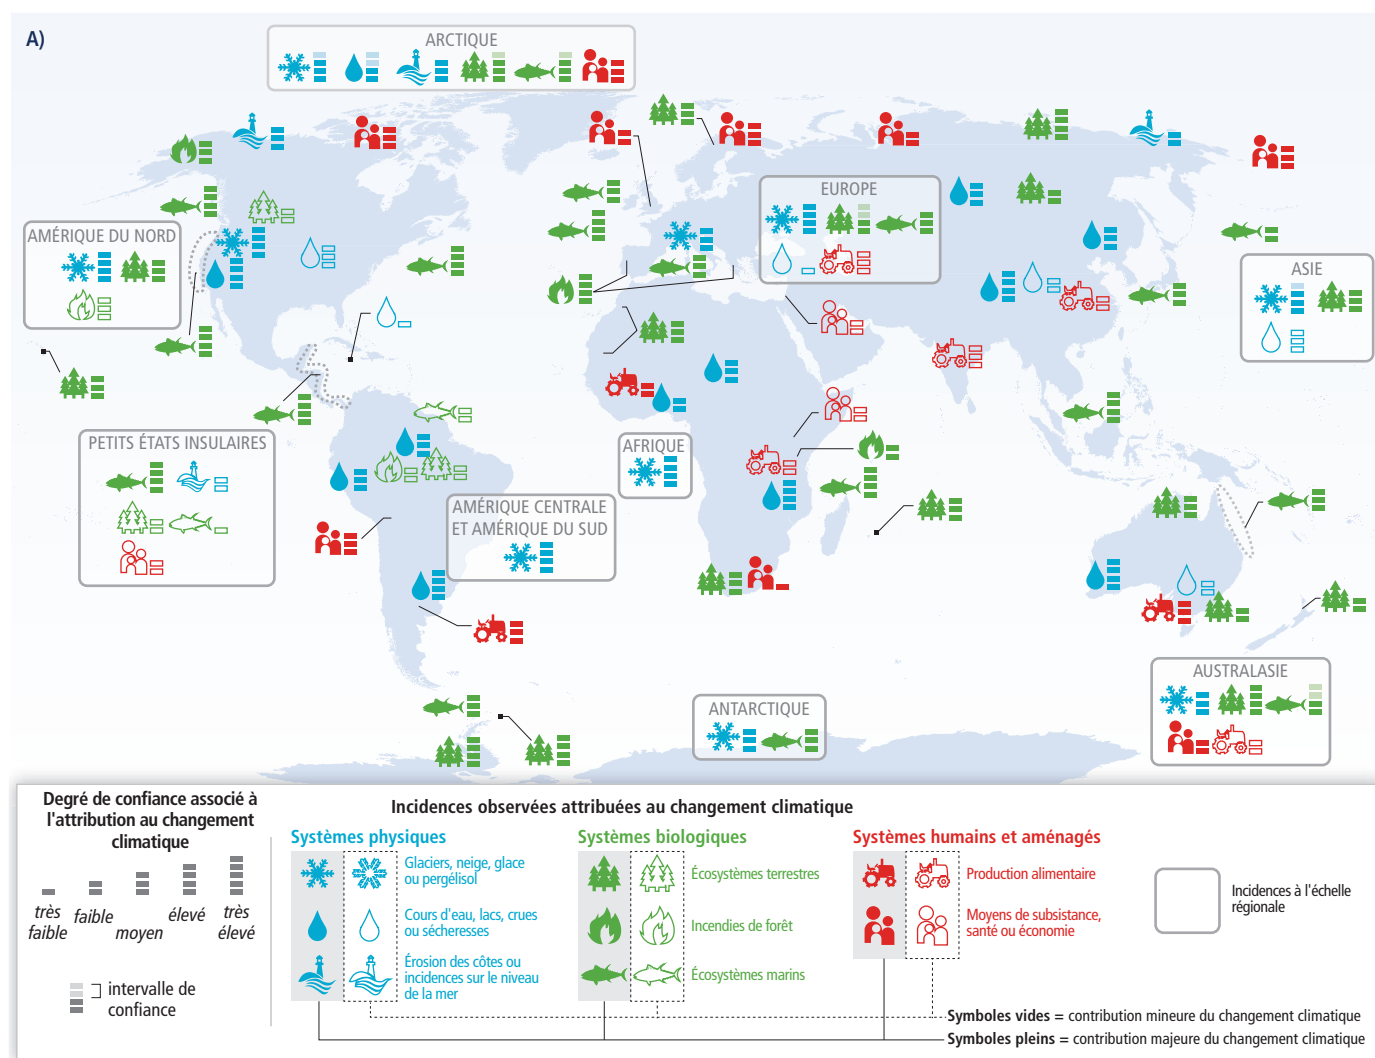 A)
ARCTIQUE
AMÉRIQUE DU NORD
EUROPE
ASIE
PETITS ÉTATS INSULAIRES
AFRIQUE
AMÉRIQUE CENTRALE
ET AMÉRIQUE DU SUD
AUSTRALASIE
ANTARCTIQUE
Degré de confiance associé à
l'attribution au changement
climatique
très
faible
faible
moyen
élevé
très
élevé
intervalle de
confiance
Incidences observées attribuées au changement climatique
Systèmes physiques
Glaciers, neige, glace
ou pergélisol
Cours d'eau, lacs, crues
ou sécheresses
Érosion des côtes ou
incidences sur le niveau
de la mer
Systèmes biologiques
Écosystèmes terrestres
Incendies de forêt
Écosystèmes marins
Systèmes humains et aménagés
Production alimentaire
Moyens de subsistance,
santé ou économie
Incidences à l'échelle
régionale
Symboles vides = contribution mineure du changement climatique
Symboles pleins = contribution majeure du changement climatique